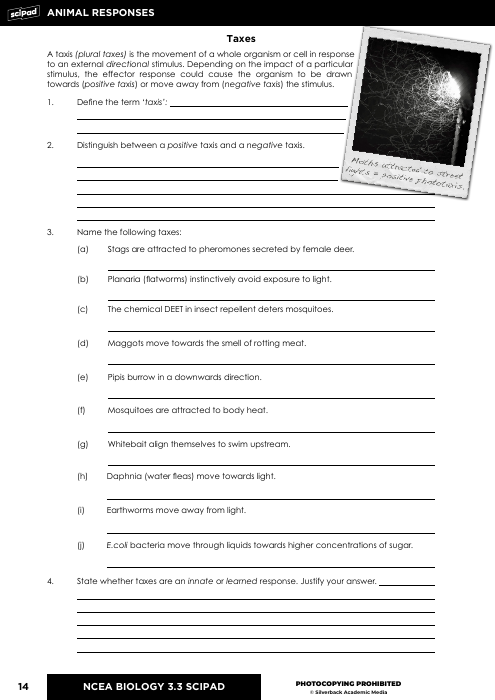 scipad ANIMAL RESPONSES
Taxes
A taxis (plural taxes) is the movement of a whole organism or cell in response
to an external directional stimulus. Depending on the impact of a particular
stimulus, the effector response could cause the organism to be drawn
towards (positive taxis) or move away from (negative taxis) the stimulus.
Moths attracted to street
lights = positive phototaxis.
1. Define the term 'taxis':
2. Distinguish between a positive taxis and a negative taxis.
3. Name the following taxes:
(a) Stags are attracted to pheromones secreted by female deer.
(b) Planaria (flatworms) instinctively avoid exposure to light.
(c) The chemical DEET in insect repellent deters mosquitoes.
(d) Maggots move towards the smell of rotting meat.
(e) Pipis burrow in a downwards direction.
(f) Mosquitoes are attracted to body heat.
(g) Whitebait align themselves to swim upstream.
(h) Daphnia (water fleas) move towards light.
(i) Earthworms move away from light.
(j) E.coli bacteria move through liquids towards higher concentrations of sugar.
4. State whether taxes are an innate or learned response. Justify your answer.
14 NCEA BIOLOGY 3.3 SCIPAD
PHOTOCOPYING PROHIBITED
© Silverback Academic Media